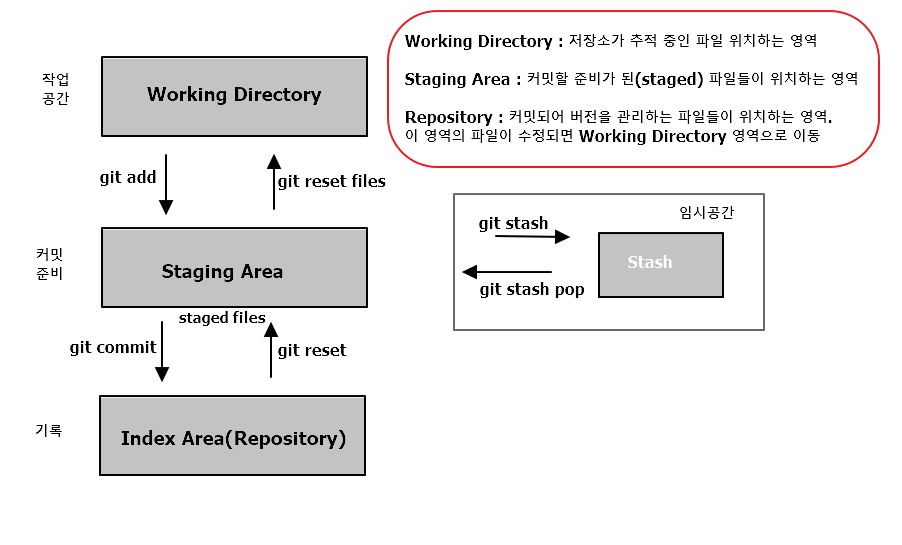 Working Directory : 저장소가 추적 중인 파일 위치하는 영역
Staging Area : 커밋할 준비가 된(staged) 파일들이 위치하는 영역
Repository : 커밋되어 버전을 관리하는 파일들이 위치하는 영역.
이 영역의 파일이 수정되면 Working Directory 영역으로 이동
작업
공간
Working Directory
git add
git reset files
커밋
준비
Staging Area
staged files
git commit
git reset
기록
Index Area(Repository)
임시공간
git stash
Stash
git stash pop